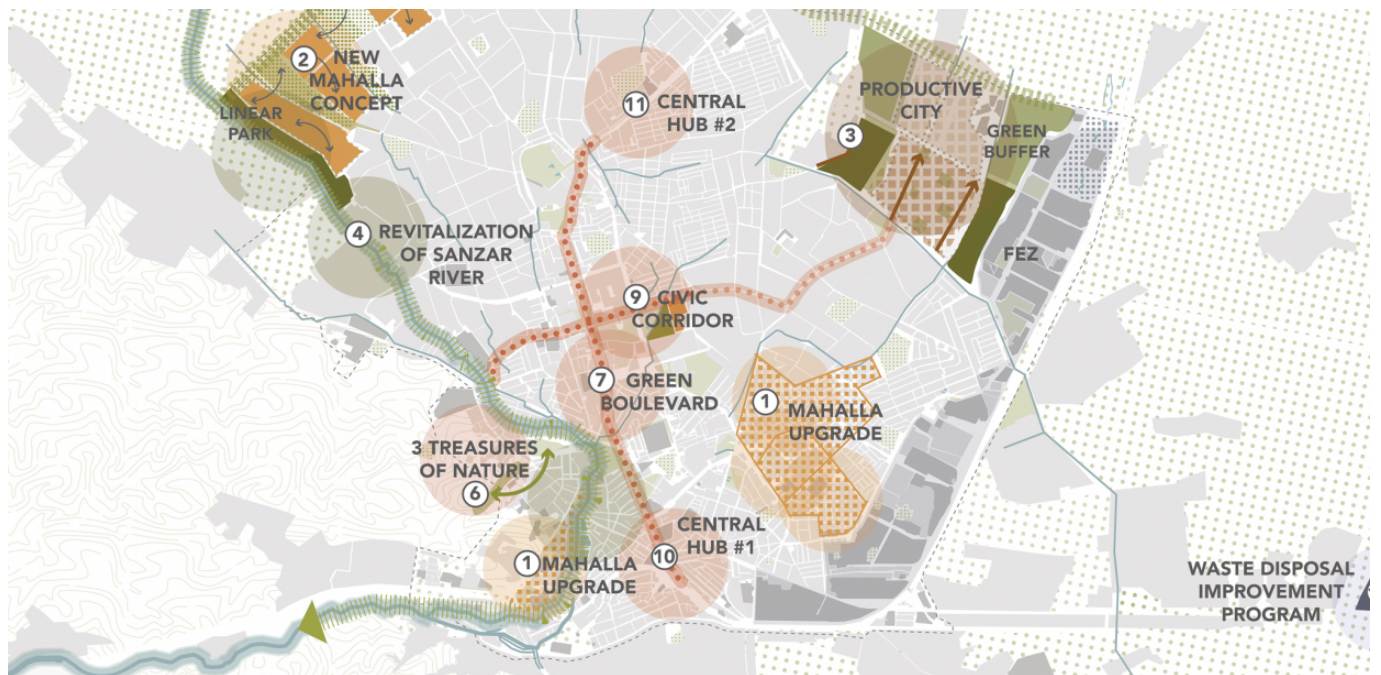 2
NEW
MAHALLA
CONCEPT
LINEAR
PARK
11
CENTRAL
HUB #2
PRODUCTIVE
CITY
3
GREEN
BUFFER
4
REVITALIZATION
OF SANZAR
RIVER
FEZ
9
CIVIC
CORRIDOR
7
GREEN
BOULEVARD
1
MAHALLA
UPGRADE
3 TREASURES
OF NATURE
6
CENTRAL
HUB #1
10
1
MAHALLA
UPGRADE
WASTE DISPOSAL
IMPROVEMENT
PROGRAM